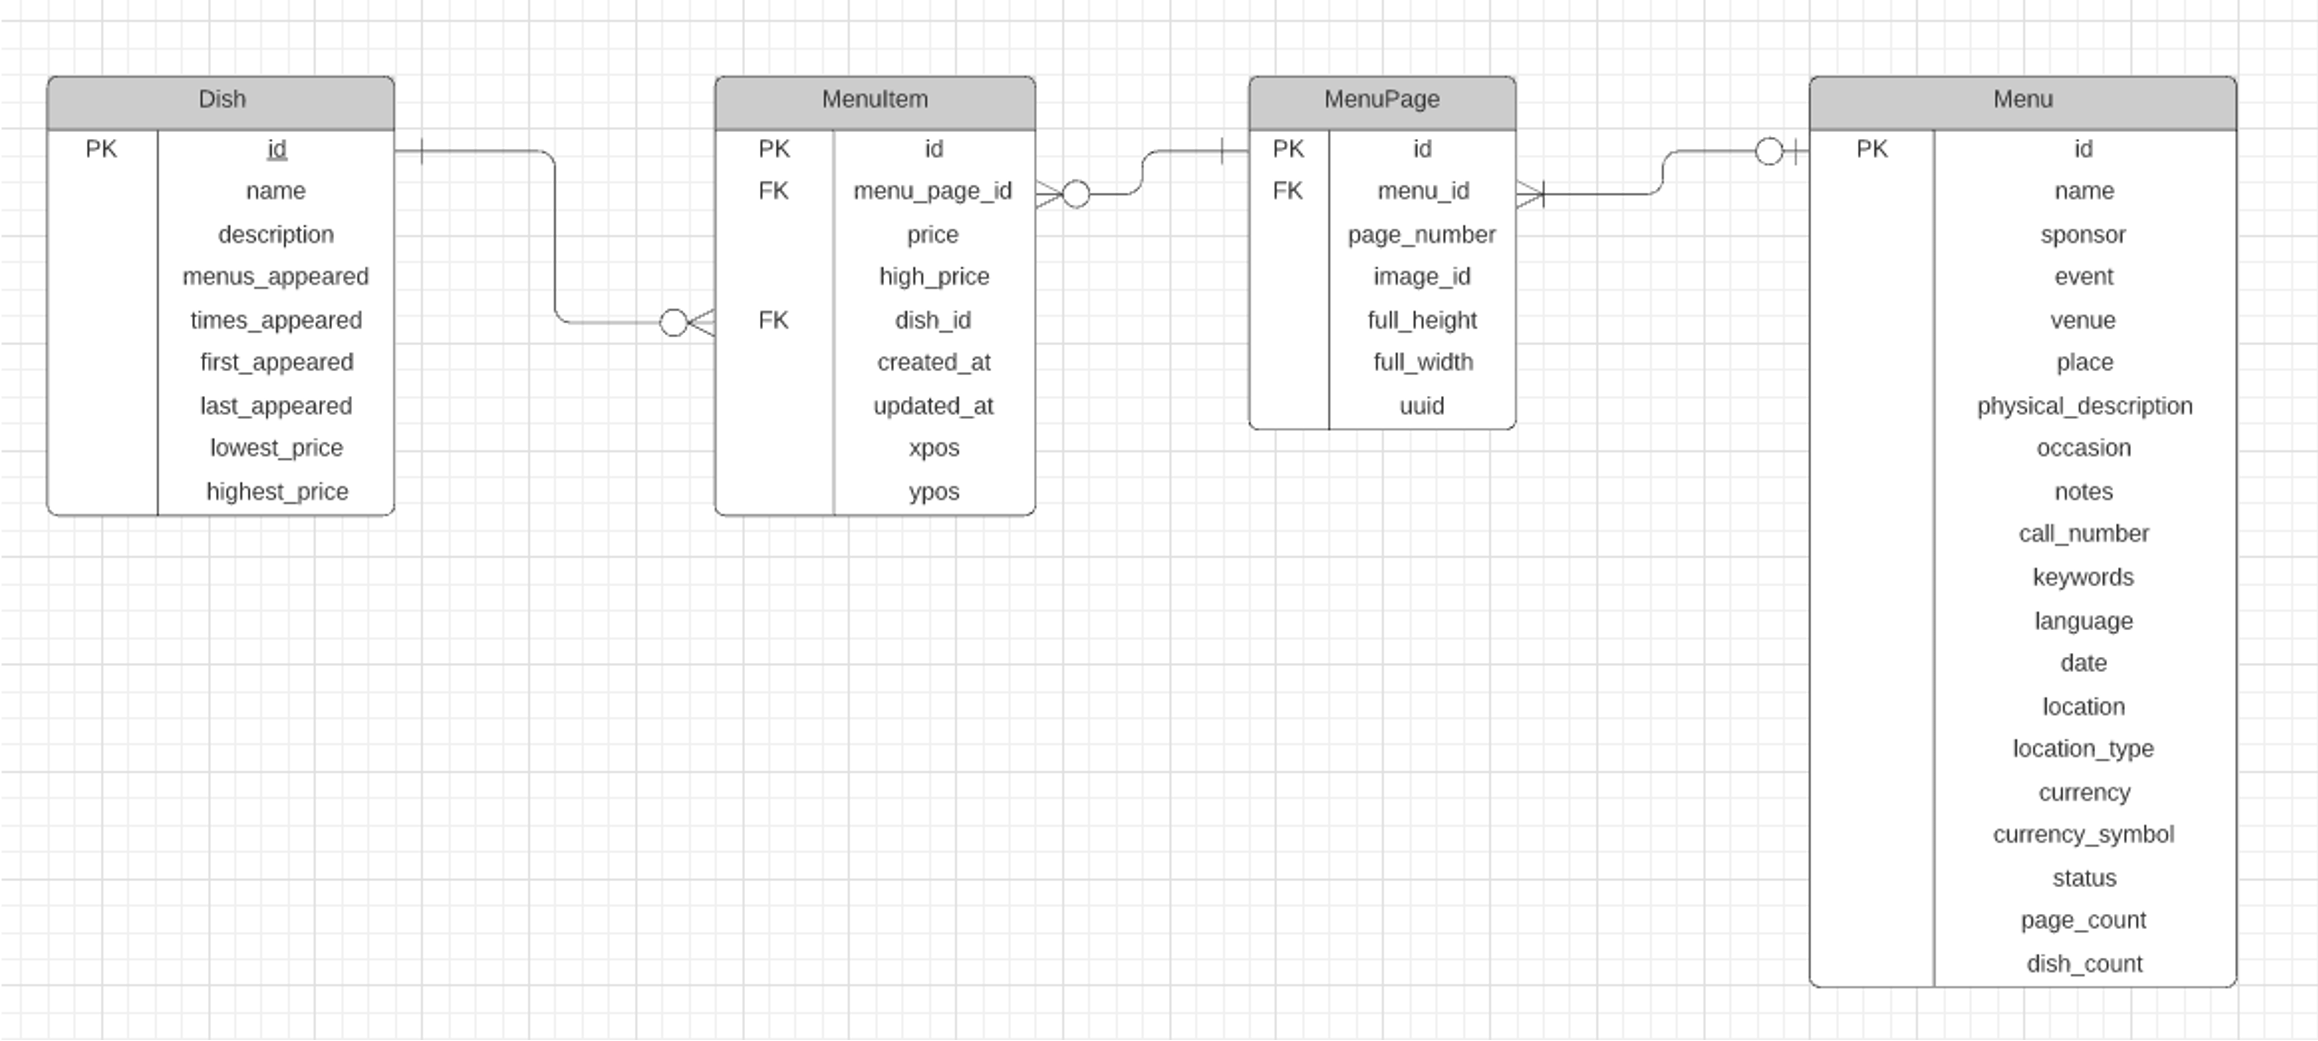 Dish
PK id
name
description
menus_appeared
times_appeared
first_appeared
last_appeared
lowest_price
highest_price
MenuItem
PK id
FK menu_page_id
price
high_price
FK dish_id
created_at
updated_at
xpos
ypos
MenuPage
PK id
FK menu_id
page_number
image_id
full_height
full_width
uuid
Menu
PK id
name
sponsor
event
venue
place
physical_description
occasion
notes
call_number
keywords
language
date
location
location_type
currency
currency_symbol
status
page_count
dish_count